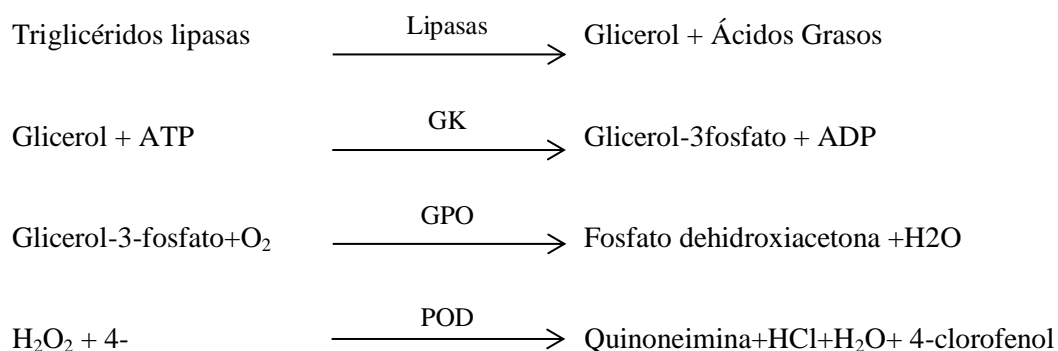 Triglicéridos lipasas Lipasas Glicerol + Ácidos Grasos
Glicerol + ATP GK Glicerol-3fosfato + ADP
Glicerol-3-fosfato+O₂ GPO Fosfato dehidroxiacetona +H2O
H₂O₂ + 4- POD Quinoneimina+HCl+H₂O+ 4-clorofenol